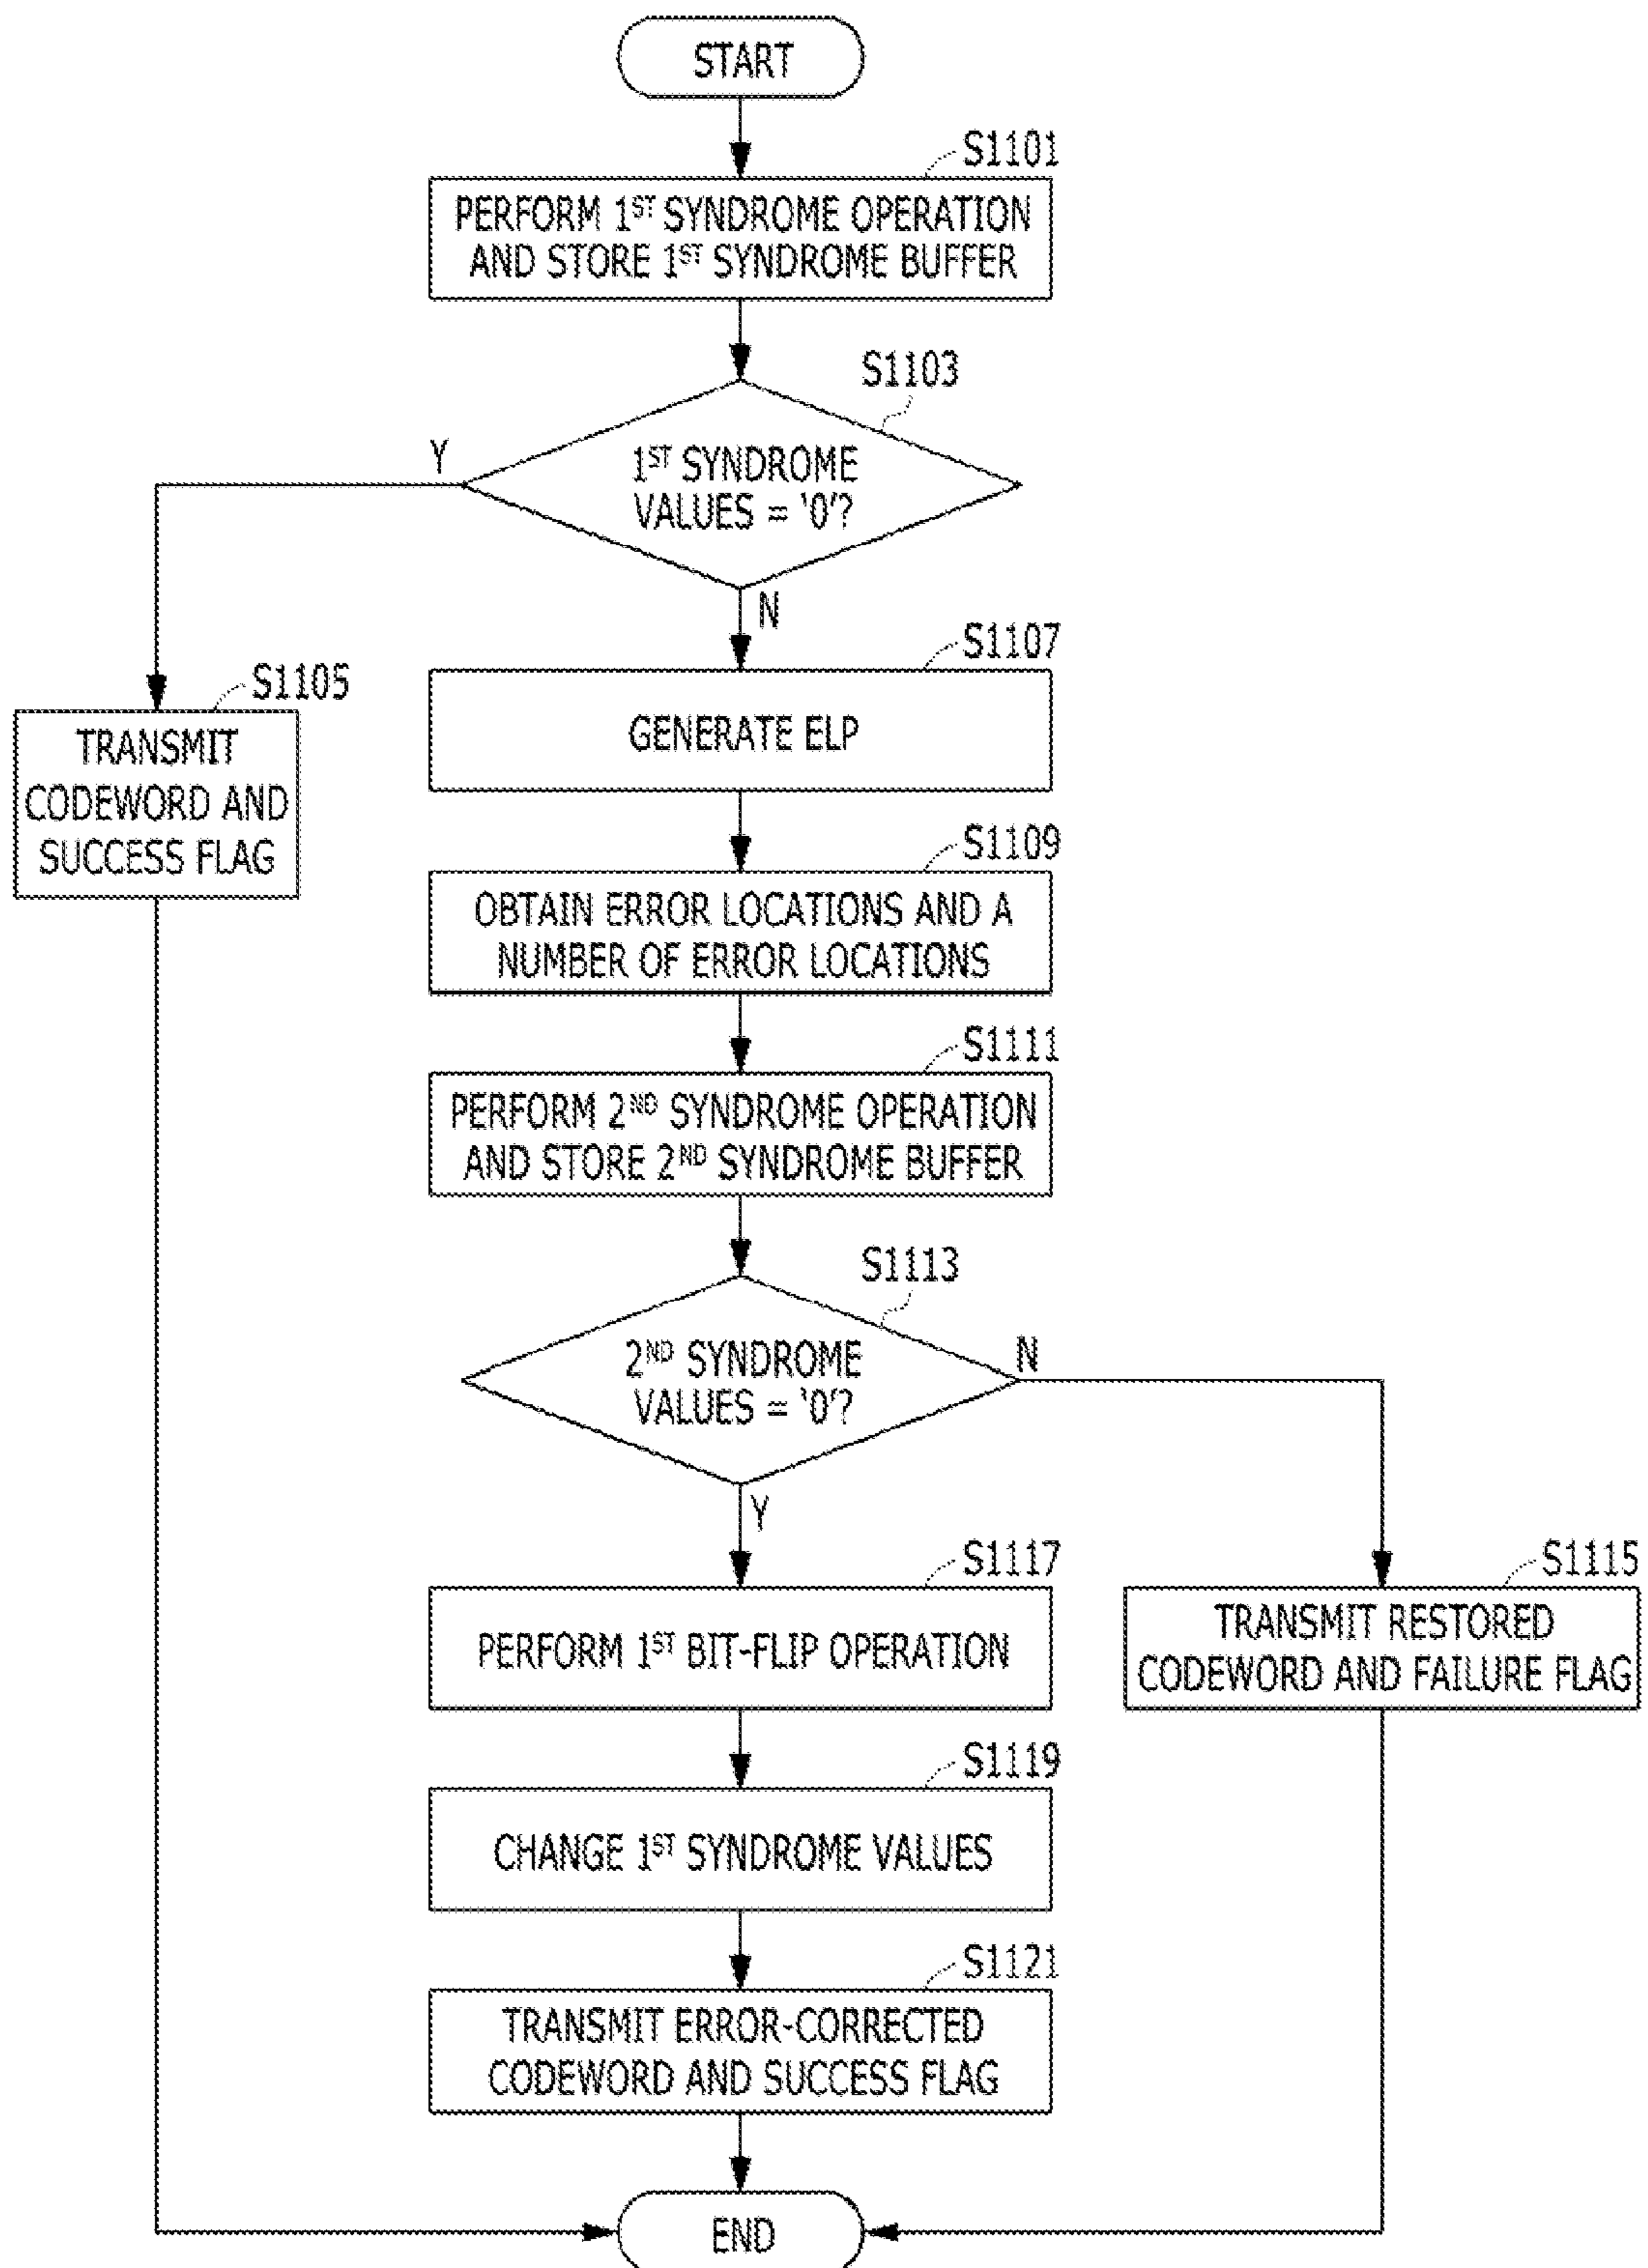 START
S1101
PERFORM 1ST SYNDROME OPERATION
AND STORE 1ST SYNDROME BUFFER
S1103
1ST SYNDROME
VALUES = '0'?
Y
N
S1105
TRANSMIT
CODEWORD AND
SUCCESS FLAG
S1107
GENERATE ELP
S1109
OBTAIN ERROR LOCATIONS AND A
NUMBER OF ERROR LOCATIONS
S1111
PERFORM 2ND SYNDROME OPERATION
AND STORE 2ND SYNDROME BUFFER
S1113
2ND SYNDROME
VALUES = '0'?
N
Y
S1115
TRANSMIT RESTORED
CODEWORD AND FAILURE FLAG
S1117
PERFORM 1ST BIT-FLIP OPERATION
S1119
CHANGE 1ST SYNDROME VALUES
S1121
TRANSMIT ERROR-CORRECTED
CODEWORD AND SUCCESS FLAG
END